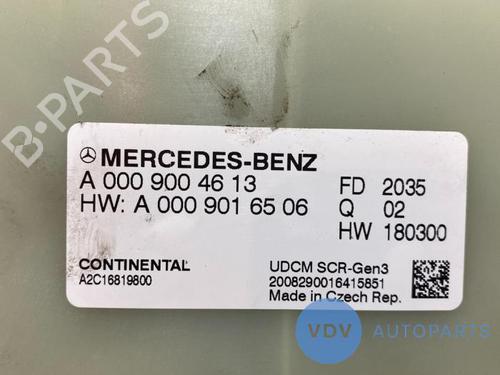 B-PARTS
MERCEDES-BENZ
A 000 900 46 13
HW: A 000 901 65 06
FD 2035
Q 02
HW 180300
CONTINENTAL
A2C16819800
UDCM SCR-Gen3
2008290016415851
Made in Czech Rep.
VDV AUTOPARTS